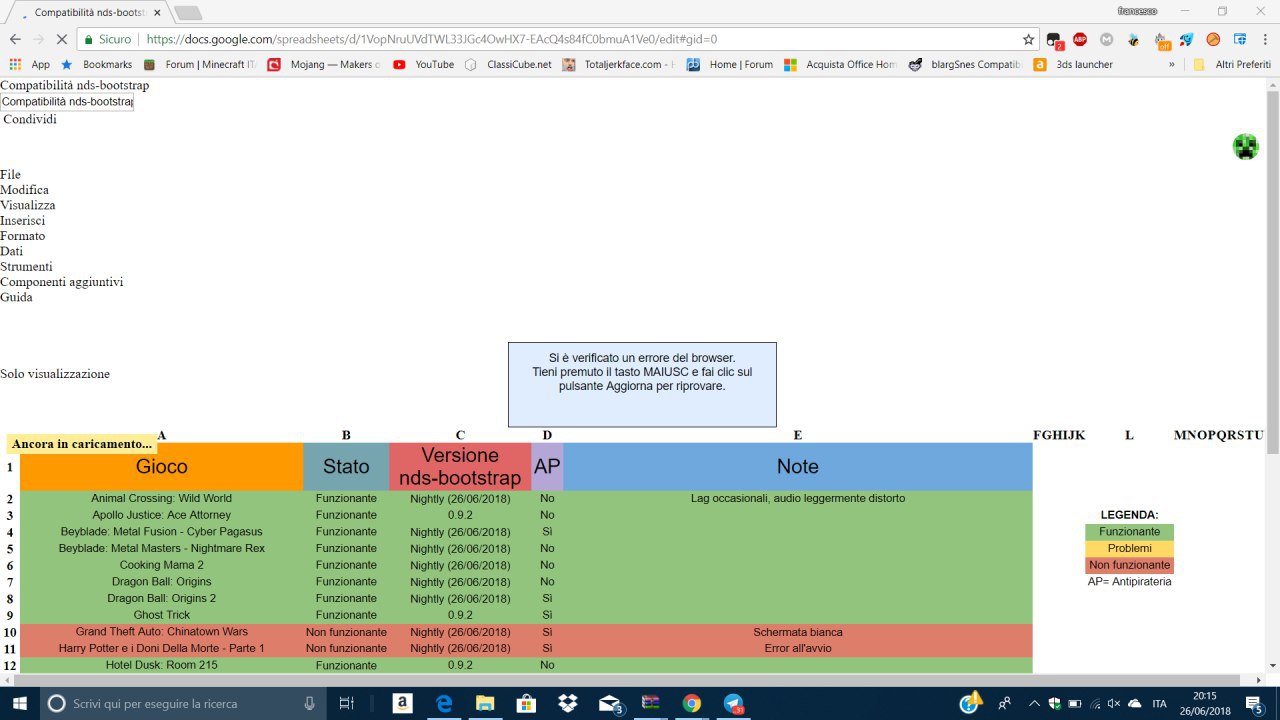 Compatibilità nds-bootst
francesco
Sicuro https://docs.google.com/spreadsheets/d/1VopNruUVdTWL33JGc4OwHX7-EAcQ4s84fC0bmuA1Ve0/edit#gid=0
App Bookmarks Forum | Minecraft IT Mojang — Makers o YouTube ClassiCube.net Totaljerkface.com - H Home | Forum Acquista Office Hom blargSnes Compatib 3ds launcher » Altri Preferiti
Compatibilità nds-bootstrap
Compatibilità nds-bootstrap
Condividi
File
Modifica
Visualizza
Inserisci
Formato
Dati
Strumenti
Componenti aggiuntivi
Guida
Solo visualizzazione
Si è verificato un errore del browser.
Tieni premuto il tasto MAIUSC e fai clic sul
pulsante Aggiorna per riprovare.
Ancora in caricamento...
A B C D E FGHIJK L MNOPQRSTU
1 Gioco Stato Versione nds-bootstrap AP Note
2 Animal Crossing: Wild World Funzionante Nightly (26/06/2018) No Lag occasionali, audio leggermente distorto
3 Apollo Justice: Ace Attorney Funzionante 0.9.2 No
4 Beyblade: Metal Fusion - Cyber Pagasus Funzionante Nightly (26/06/2018) Sì
5 Beyblade: Metal Masters - Nightmare Rex Funzionante Nightly (26/06/2018) No
6 Cooking Mama 2 Funzionante Nightly (26/06/2018) No
7 Dragon Ball: Origins Funzionante Nightly (26/06/2018) No
8 Dragon Ball: Origins 2 Funzionante Nightly (26/06/2018) Sì
9 Ghost Trick Funzionante 0.9.2 Sì
10 Grand Theft Auto: Chinatown Wars Non funzionante Nightly (26/06/2018) Sì Schermata bianca
11 Harry Potter e i Doni Della Morte - Parte 1 Non funzionante Nightly (26/06/2018) Sì Error all'avvio
12 Hotel Dusk: Room 215 Funzionante 0.9.2 No
LEGENDA:
Funzionante
Problemi
Non funzionante
AP= Antipirateria
Scrivi qui per eseguire la ricerca
ITA
20:15
26/06/2018